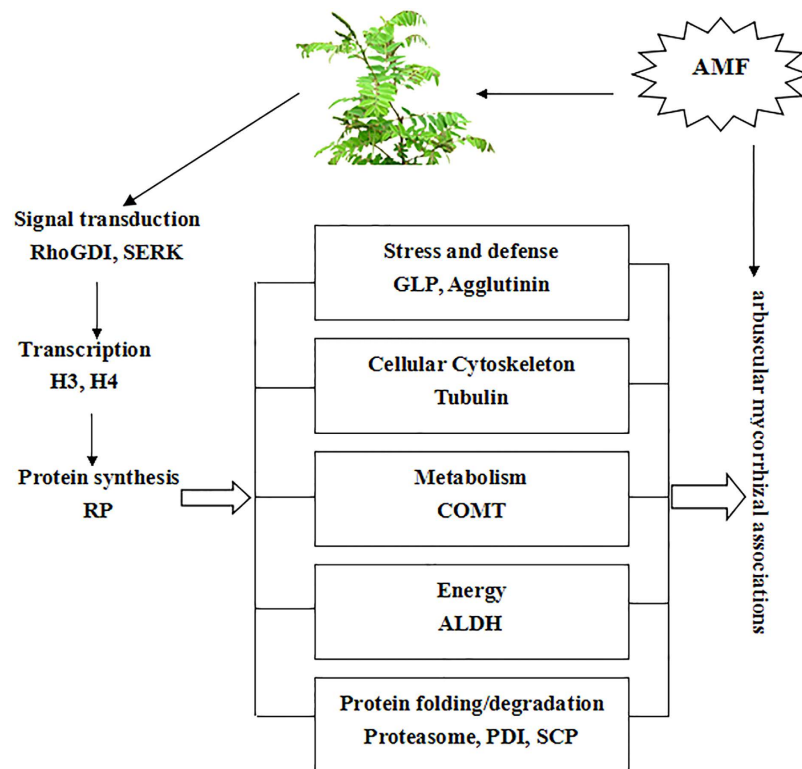 AMF
Signal transduction
RhoGDI, SERK
Transcription
H3, H4
Protein synthesis
RP
Stress and defense
GLP, Agglutinin
Cellular Cytoskeleton
Tubulin
Metabolism
COMT
Energy
ALDH
Protein folding/degradation
Proteasome, PDI, SCP
arbuscular mycorrhizal associations